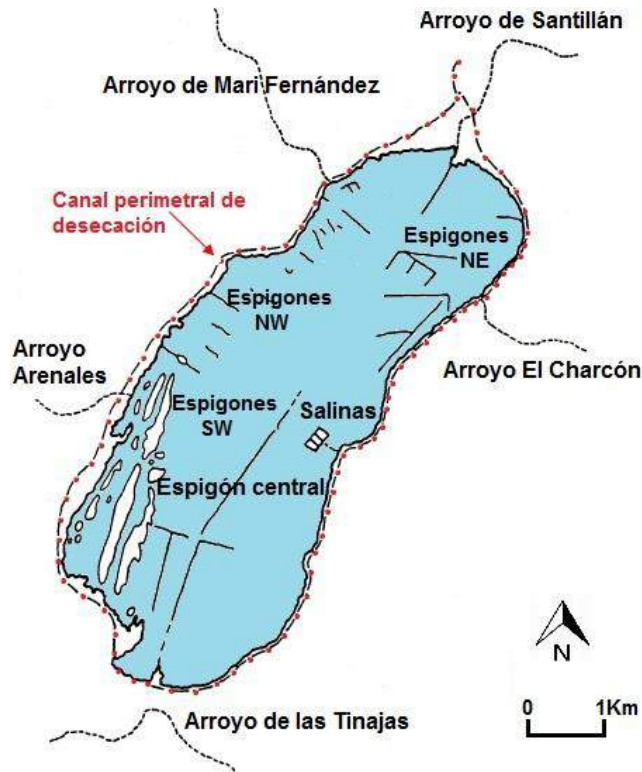 Arroyo de Santillán
Arroyo de Mari Fernández
Canal perimetral de
desecación
Espigones
NE
Espigones
NW
Arroyo
Arenales
Arroyo El Charcón
Espigones
SW
Salinas
Espigón central
N
0 1Km
Arroyo de las Tinajas